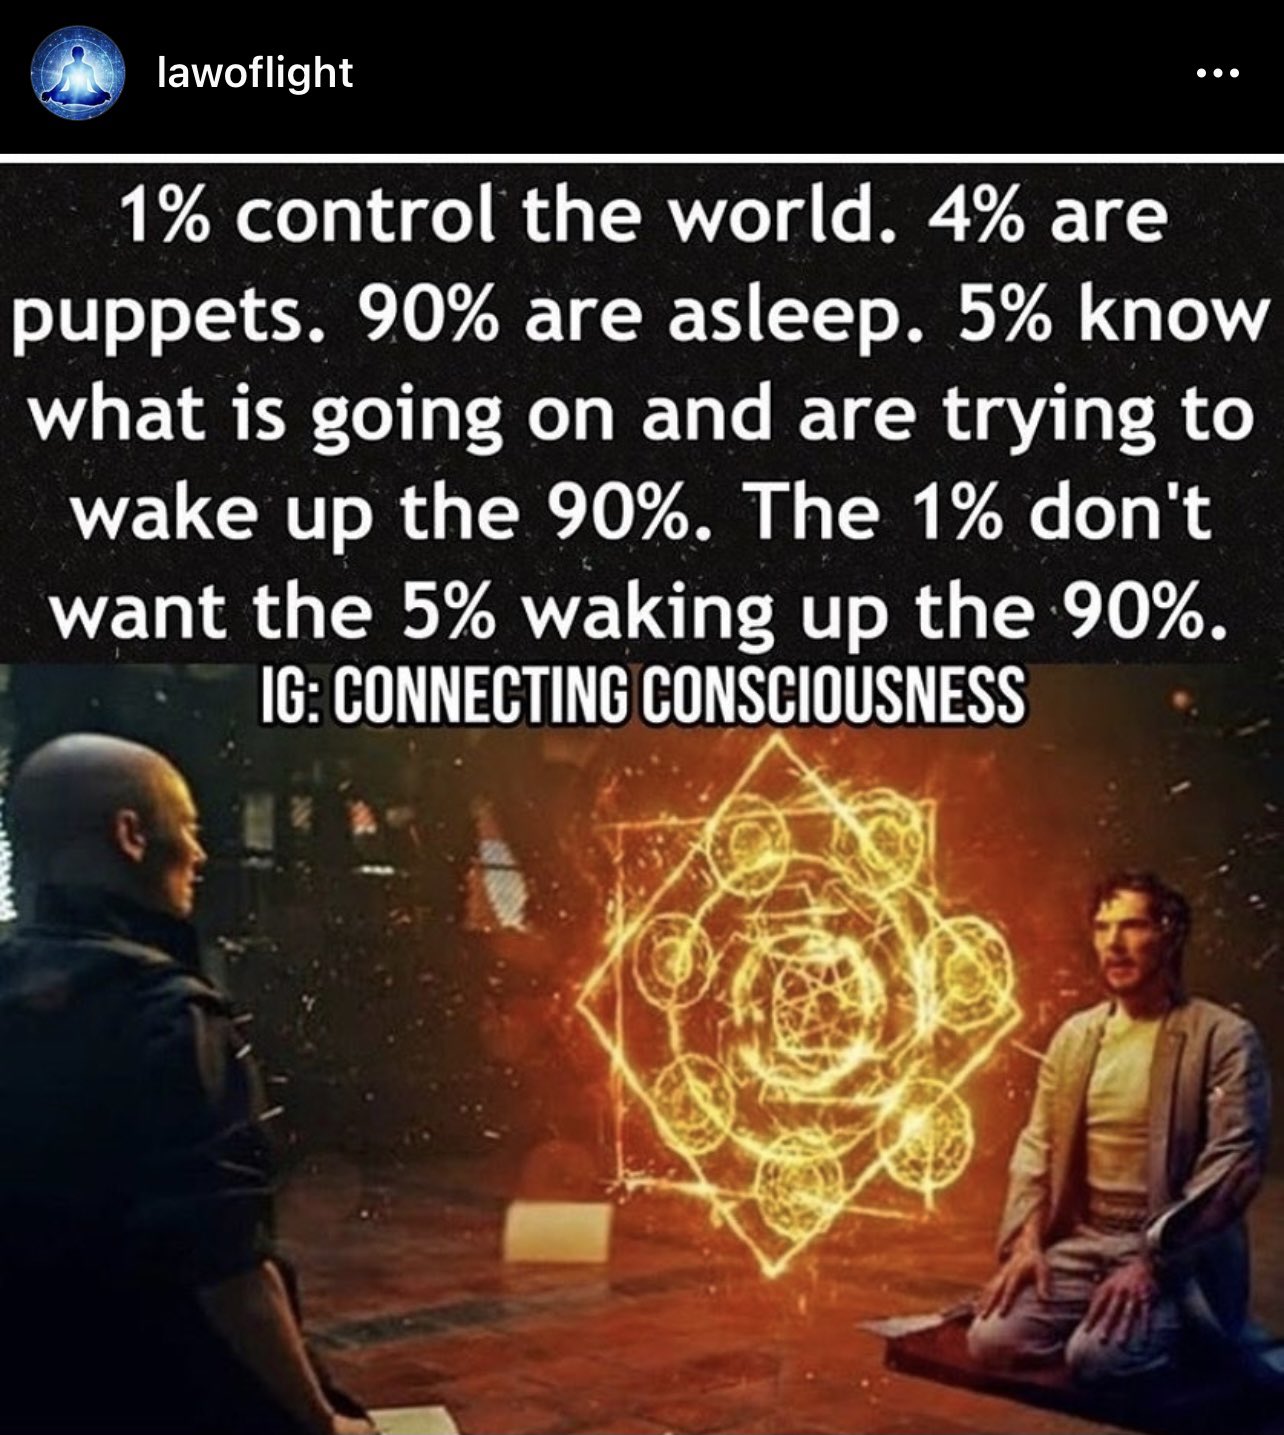 lawoflight
1% control the world. 4% are
puppets. 90% are asleep. 5% know
what is going on and are trying to
wake up the 90%. The 1% don't
want the 5% waking up the 90%.
IG: CONNECTING CONSCIOUSNESS